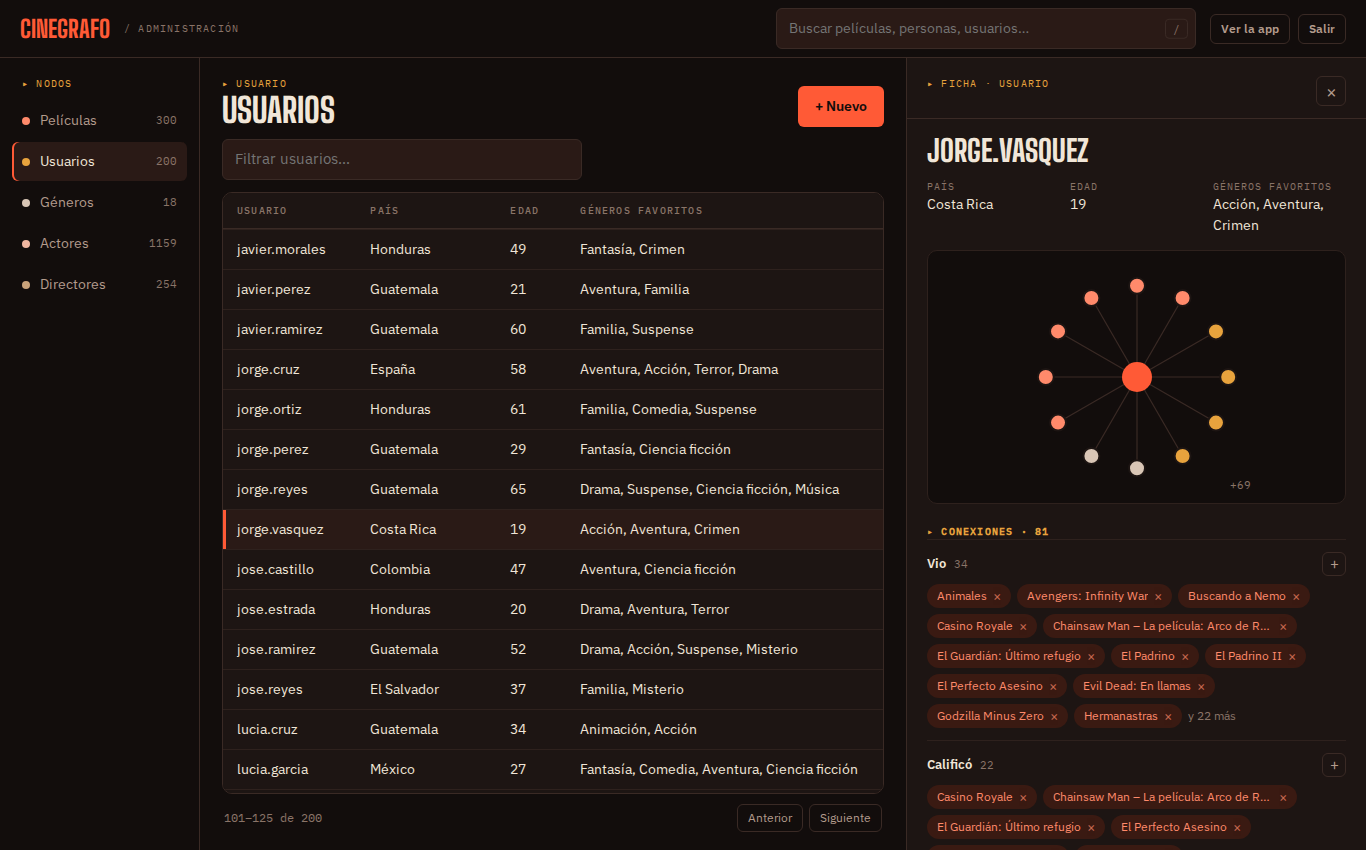 CINEGRAFO / ADMINISTRACIÓN
Buscar películas, personas, usuarios... /
Ver la app
Salir
▸ NODOS
Películas 300
Usuarios 200
Géneros 18
Actores 1159
Directores 254
▸ USUARIO
USUARIOS
+ Nuevo
Filtrar usuarios...
USUARIO PAÍS EDAD GÉNEROS FAVORITOS
javier.morales Honduras 49 Fantasía, Crimen
javier.perez Guatemala 21 Aventura, Familia
javier.ramirez Guatemala 60 Familia, Suspense
jorge.cruz España 58 Aventura, Acción, Terror, Drama
jorge.ortiz Honduras 61 Familia, Comedia, Suspense
jorge.perez Guatemala 29 Fantasía, Ciencia ficción
jorge.reyes Guatemala 65 Drama, Suspense, Ciencia ficción, Música
jorge.vasquez Costa Rica 19 Acción, Aventura, Crimen
jose.castillo Colombia 47 Aventura, Ciencia ficción
jose.estrada Honduras 20 Drama, Aventura, Terror
jose.ramirez Guatemala 52 Drama, Acción, Suspense, Misterio
jose.reyes El Salvador 37 Familia, Misterio
lucia.cruz Guatemala 34 Animación, Acción
lucia.garcia México 27 Fantasía, Comedia, Aventura, Ciencia ficción
101–125 de 200
Anterior
Siguiente
▸ FICHA · USUARIO
×
JORGE.VASQUEZ
PAÍS EDAD GÉNEROS FAVORITOS
Costa Rica 19 Acción, Aventura,
Crimen
+69
▸ CONEXIONES · 81
Vio 34 +
Animales × Avengers: Infinity War × Buscando a Nemo ×
Casino Royale × Chainsaw Man – La película: Arco de R... ×
El Guardián: Último refugio × El Padrino × El Padrino II ×
El Perfecto Asesino × Evil Dead: En llamas ×
Godzilla Minus Zero × Hermanastras × y 22 más
Calificó 22 +
Casino Royale × Chainsaw Man – La película: Arco de R... ×
El Guardián: Último refugio × El Perfecto Asesino ×